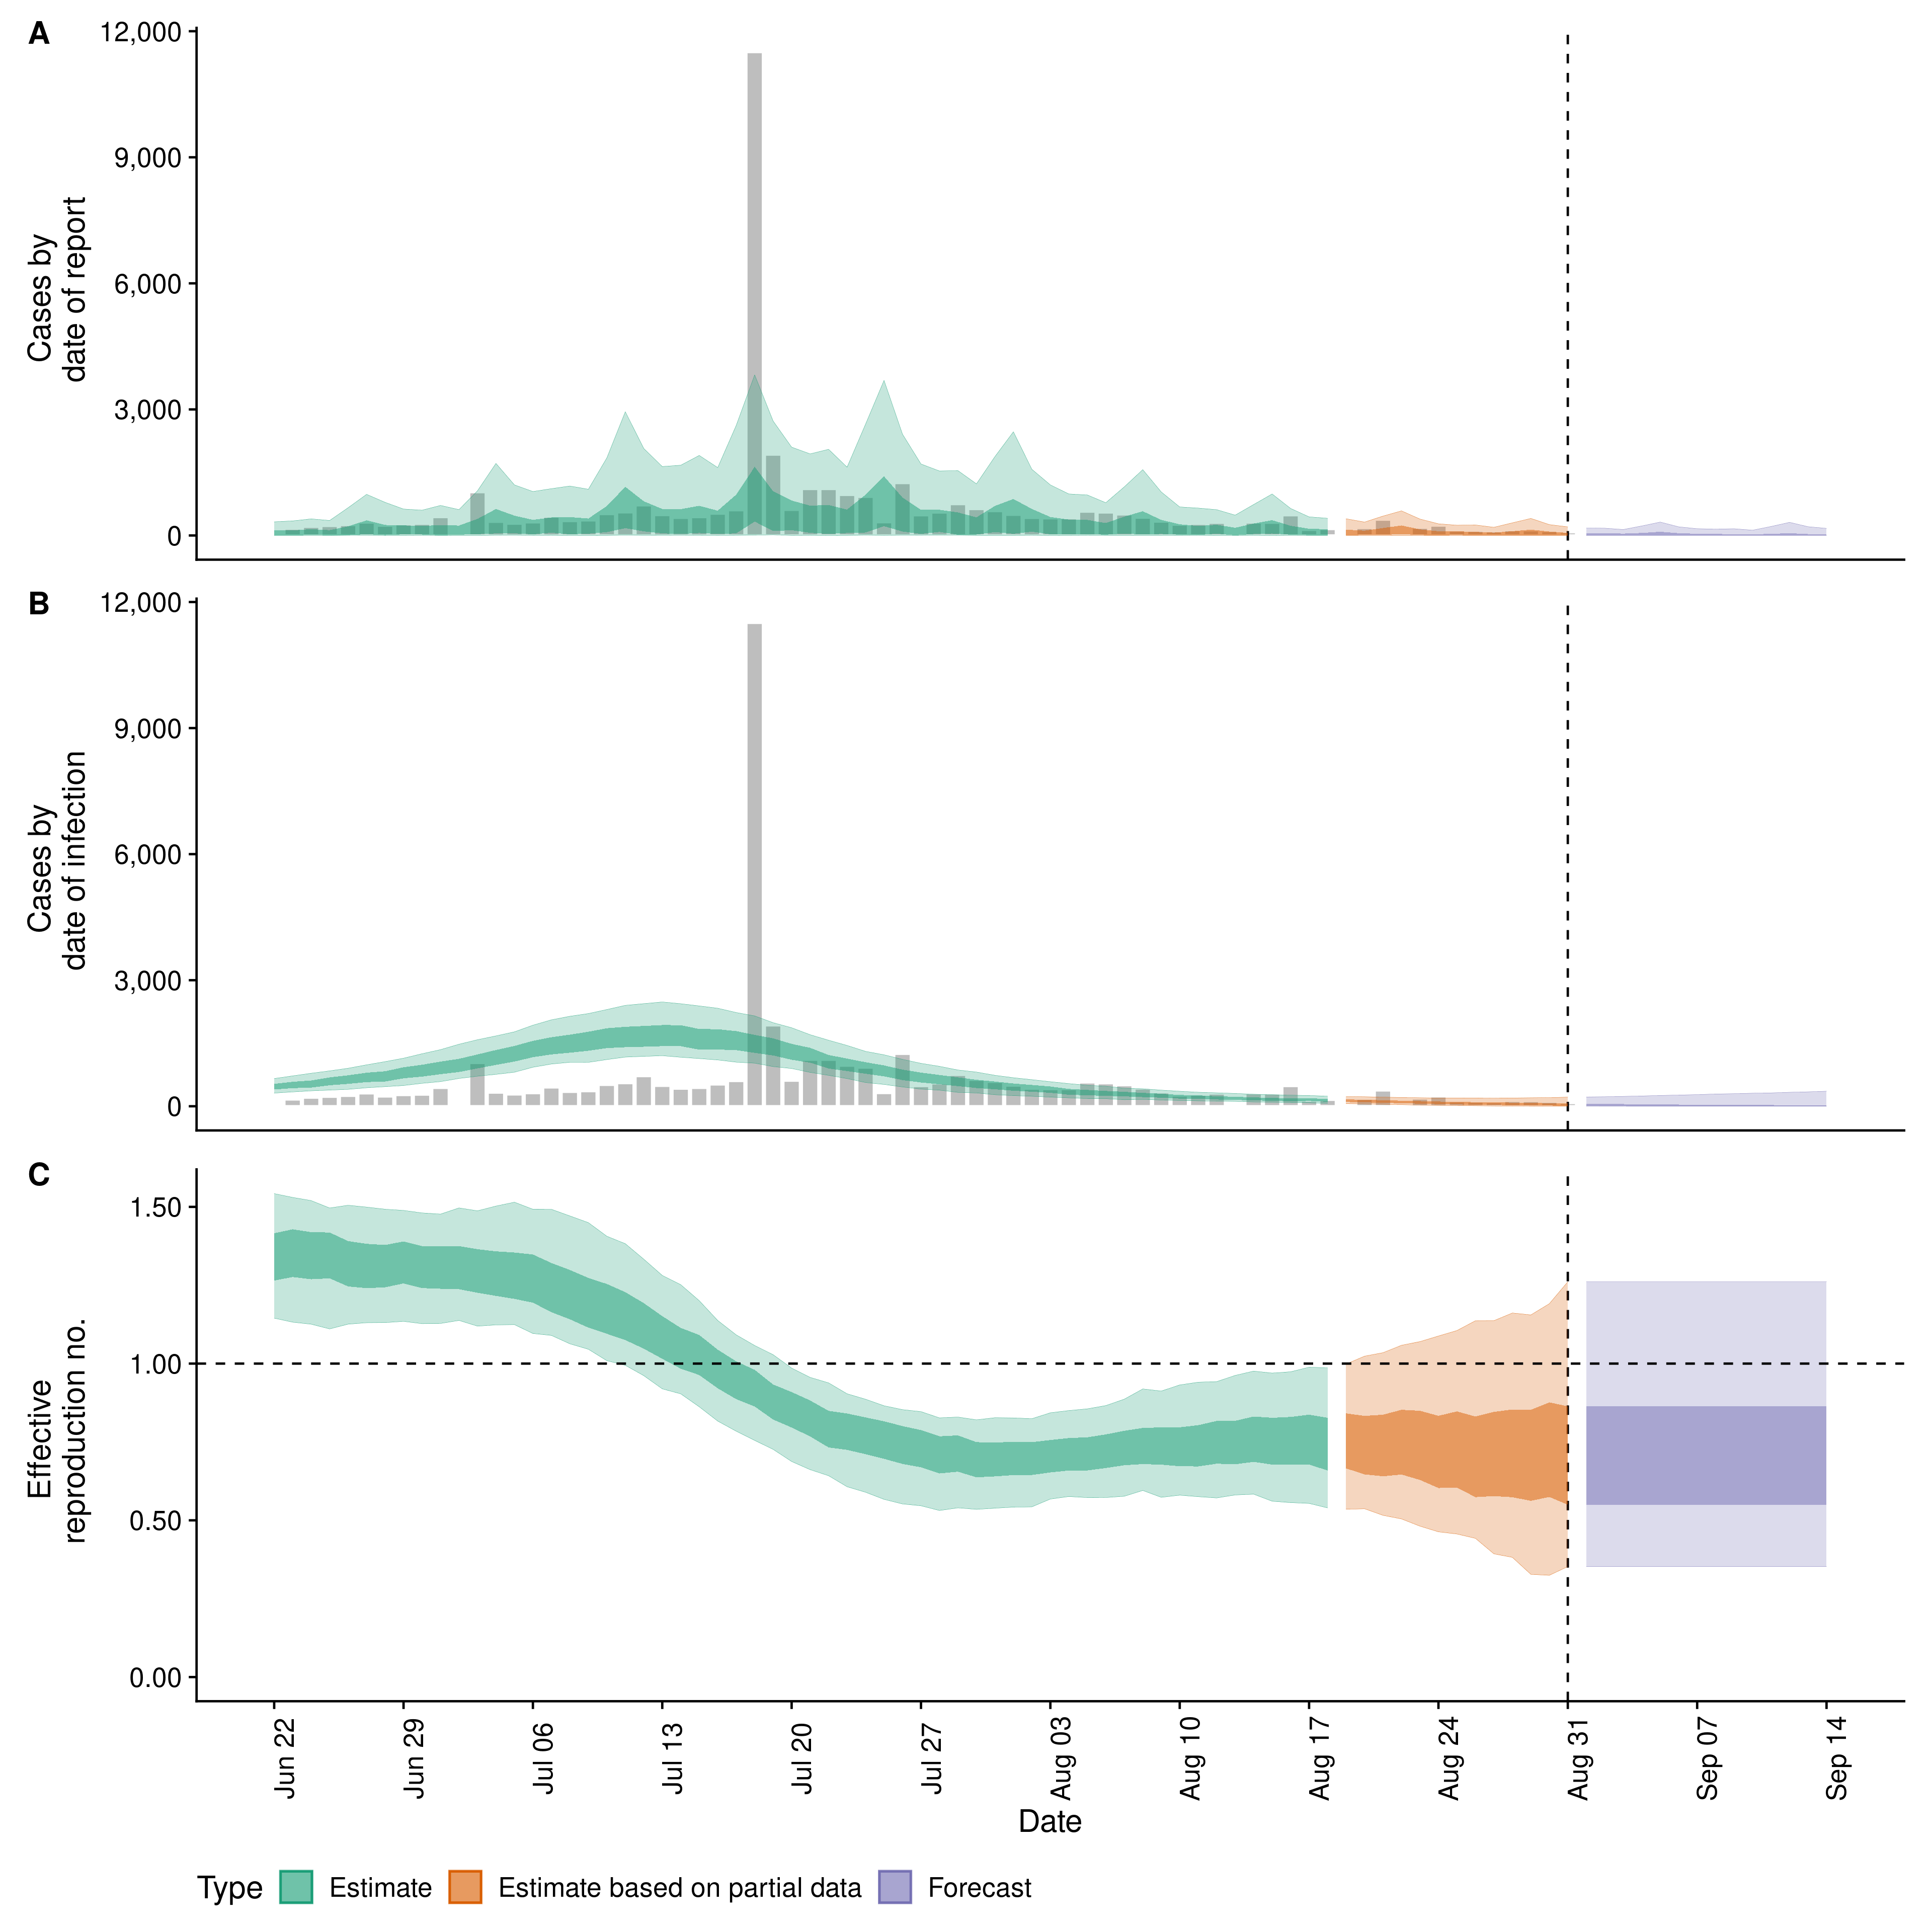 A
12,000
9,000
6,000
3,000
0
Cases by
date of report
B
12,000
9,000
6,000
3,000
0
Cases by
date of infection
C
1.50
1.00
0.50
0.00
Effective
reproduction no.
Jun 22
Jun 29
Jul 06
Jul 13
Jul 20
Jul 27
Aug 03
Aug 10
Aug 17
Aug 24
Aug 31
Sep 07
Sep 14
Date
Type Estimate Estimate based on partial data Forecast